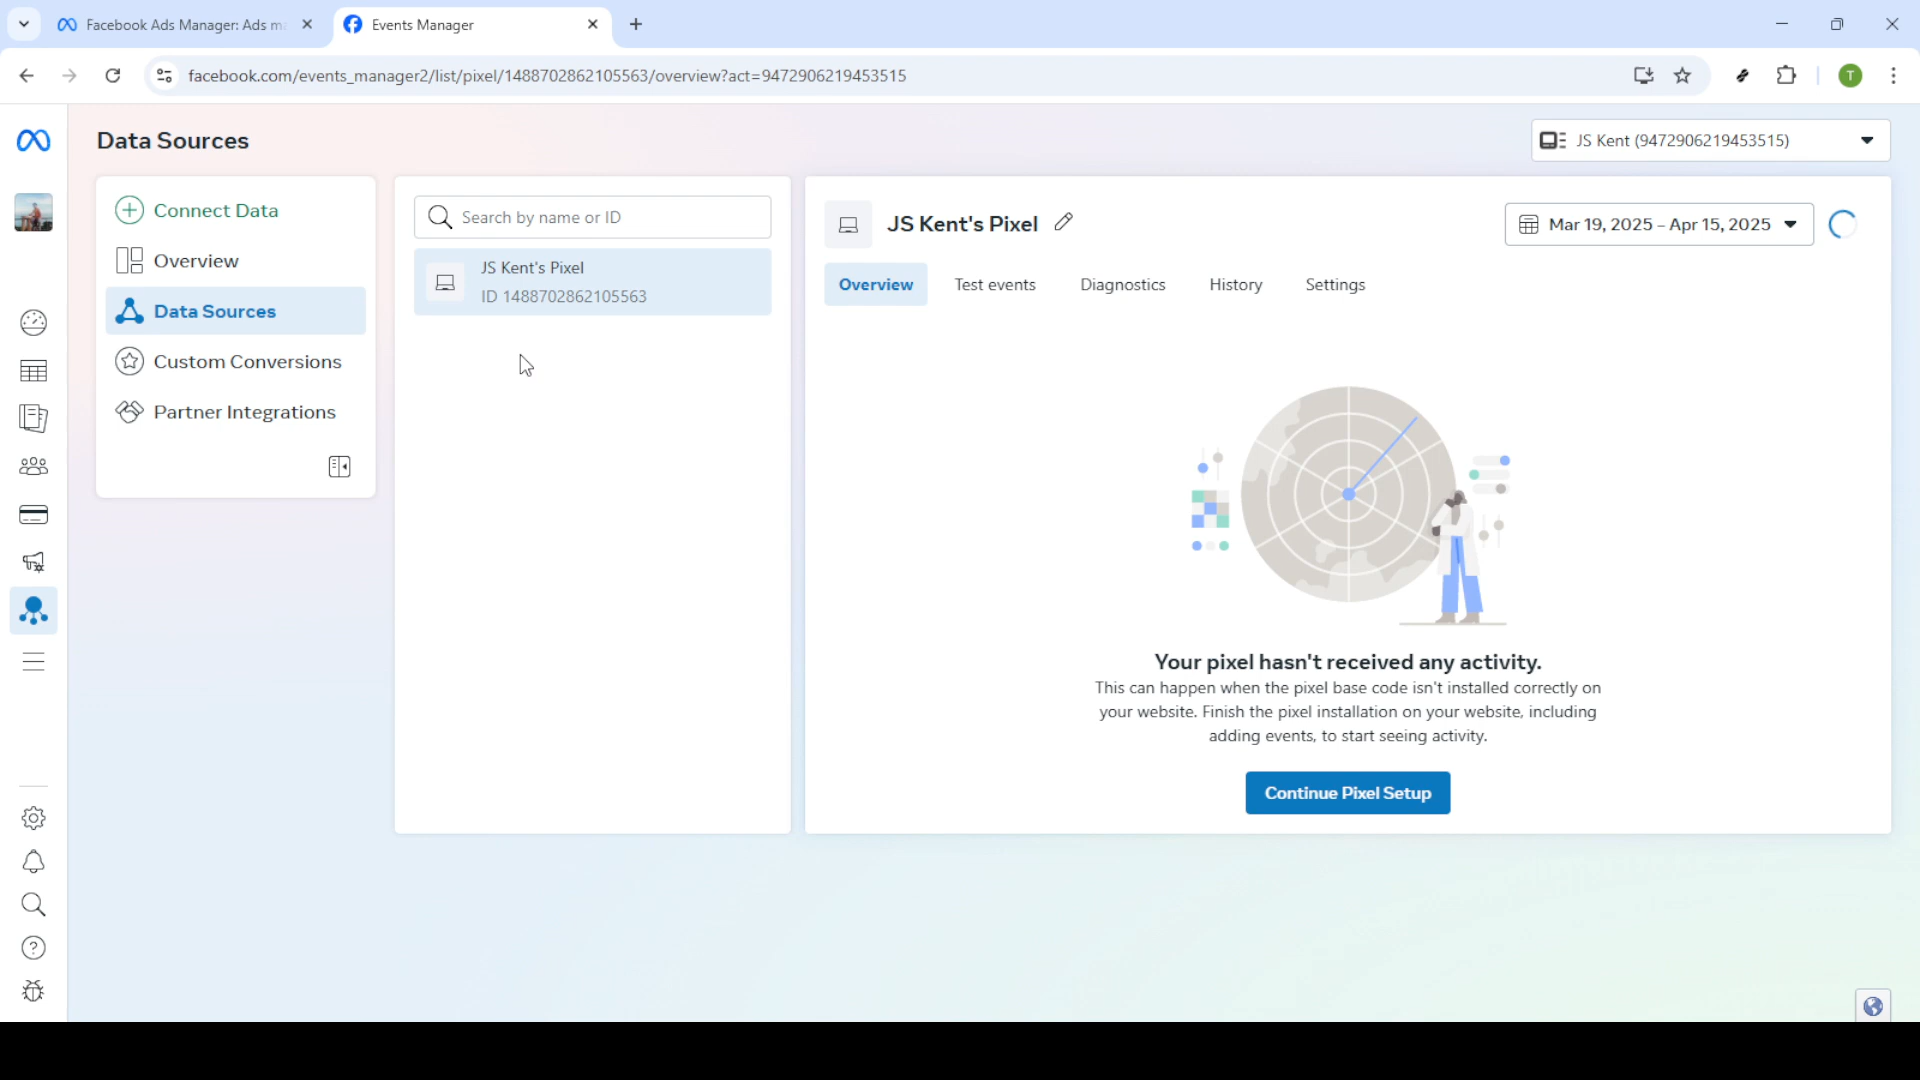 Facebook Ads Manager: Ads ma
Events Manager
facebook.com/events_manager2/list/pixel/1488702862105563/overview?act=9472906219453515
T
Data Sources
JS Kent (9472906219453515)
Connect Data
Overview
Data Sources
Custom Conversions
Partner Integrations
Search by name or ID
JS Kent's Pixel
ID 1488702862105563
JS Kent's Pixel
Mar 19, 2025 – Apr 15, 2025
Overview
Test events
Diagnostics
History
Settings
Your pixel hasn't received any activity.
This can happen when the pixel base code isn't installed correctly on
your website. Finish the pixel installation on your website, including
adding events, to start seeing activity.
Continue Pixel Setup